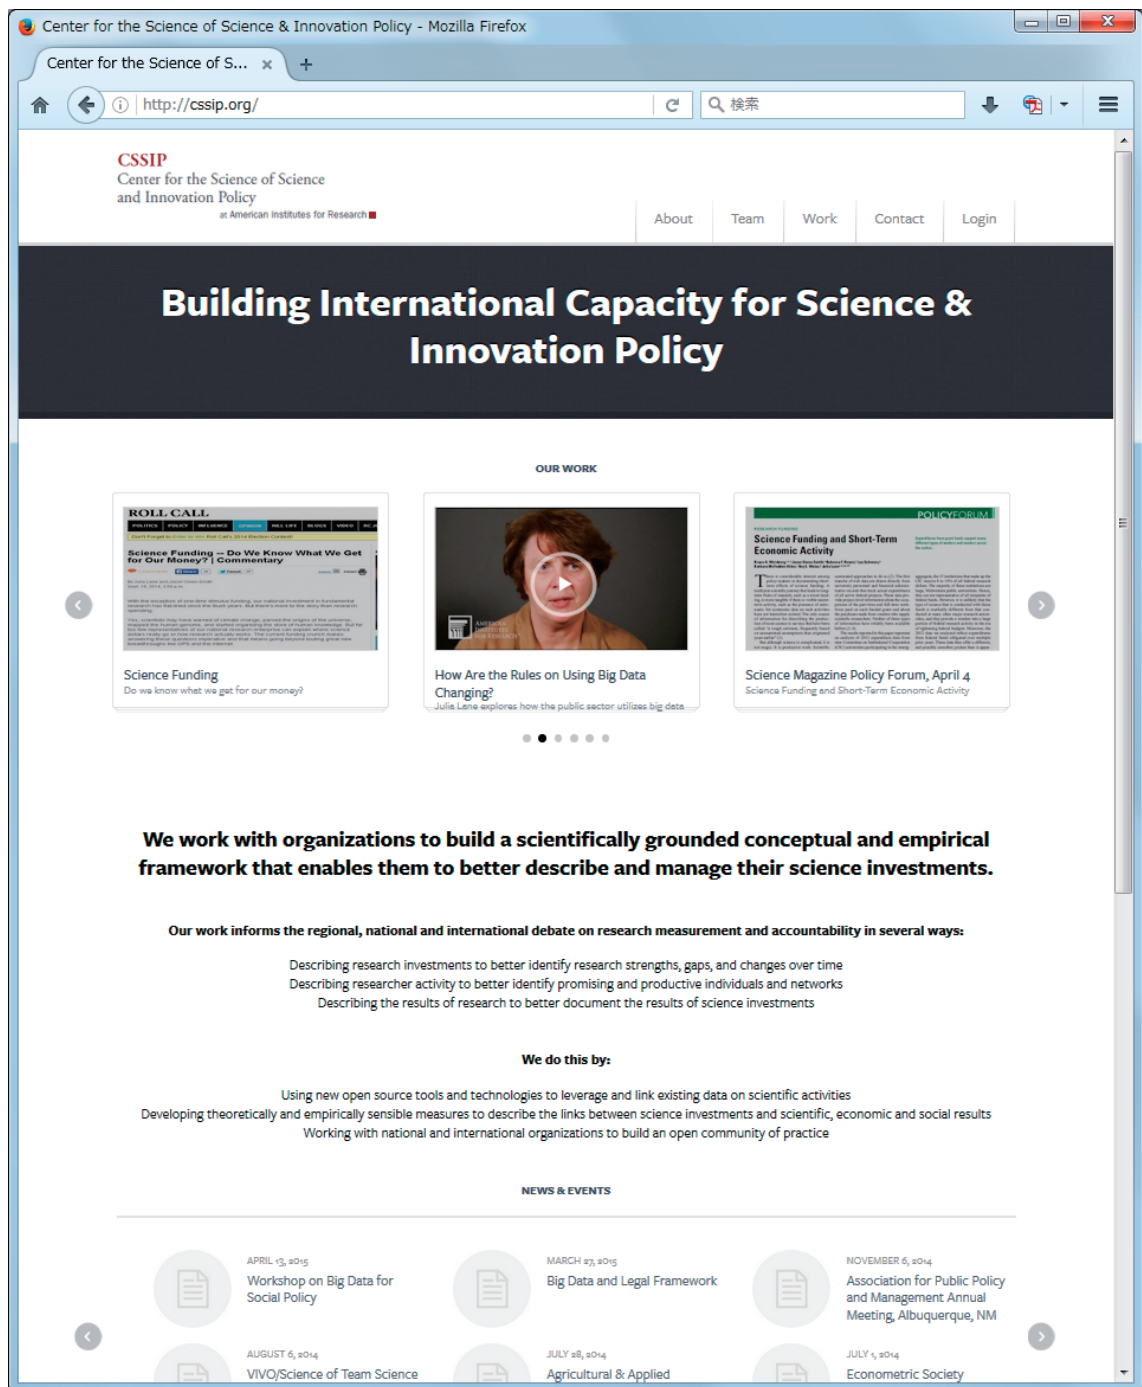 Center for the Science of Science & Innovation Policy - Mozilla Firefox
Center for the Science of S...
http://cssip.org/
検索
CSSIP
Center for the Science of Science
and Innovation Policy
at American Institutes for Research
About Team Work Contact Login
Building International Capacity for Science &
Innovation Policy
OUR WORK
ROLL CALL
POLITICS POLICY INFLUENCE OPINION HILL LIFE BLOGS VIDEO
Science Funding -- Do We Know What We Get
for Our Money? | Commentary
Science Funding
Do we know what we get for our money?
AMERICAN
INSTITUTES
FOR RESEARCH
How Are the Rules on Using Big Data
Changing?
Julia Lane explores how the public sector utilizes big data
POLICYFORUM
RESEARCH FUNDING
Science Funding and Short-Term
Economic Activity
Science Magazine Policy Forum, April 4
Science Funding and Short-Term Economic Activity
We work with organizations to build a scientifically grounded conceptual and empirical
framework that enables them to better describe and manage their science investments.
Our work informs the regional, national and international debate on research measurement and accountability in several ways:
Describing research investments to better identify research strengths, gaps, and changes over time
Describing researcher activity to better identify promising and productive individuals and networks
Describing the results of research to better document the results of science investments
We do this by:
Using new open source tools and technologies to leverage and link existing data on scientific activities
Developing theoretically and empirically sensible measures to describe the links between science investments and scientific, economic and social results
Working with national and international organizations to build an open community of practice
NEWS & EVENTS
APRIL 13, 2015
Workshop on Big Data for
Social Policy
MARCH 27, 2015
Big Data and Legal Framework
NOVEMBER 6, 2014
Association for Public Policy
and Management Annual
Meeting, Albuquerque, NM
AUGUST 6, 2014
VIVO/Science of Team Science
JULY 28, 2014
Agricultural & Applied
JULY 1, 2014
Econometric Society